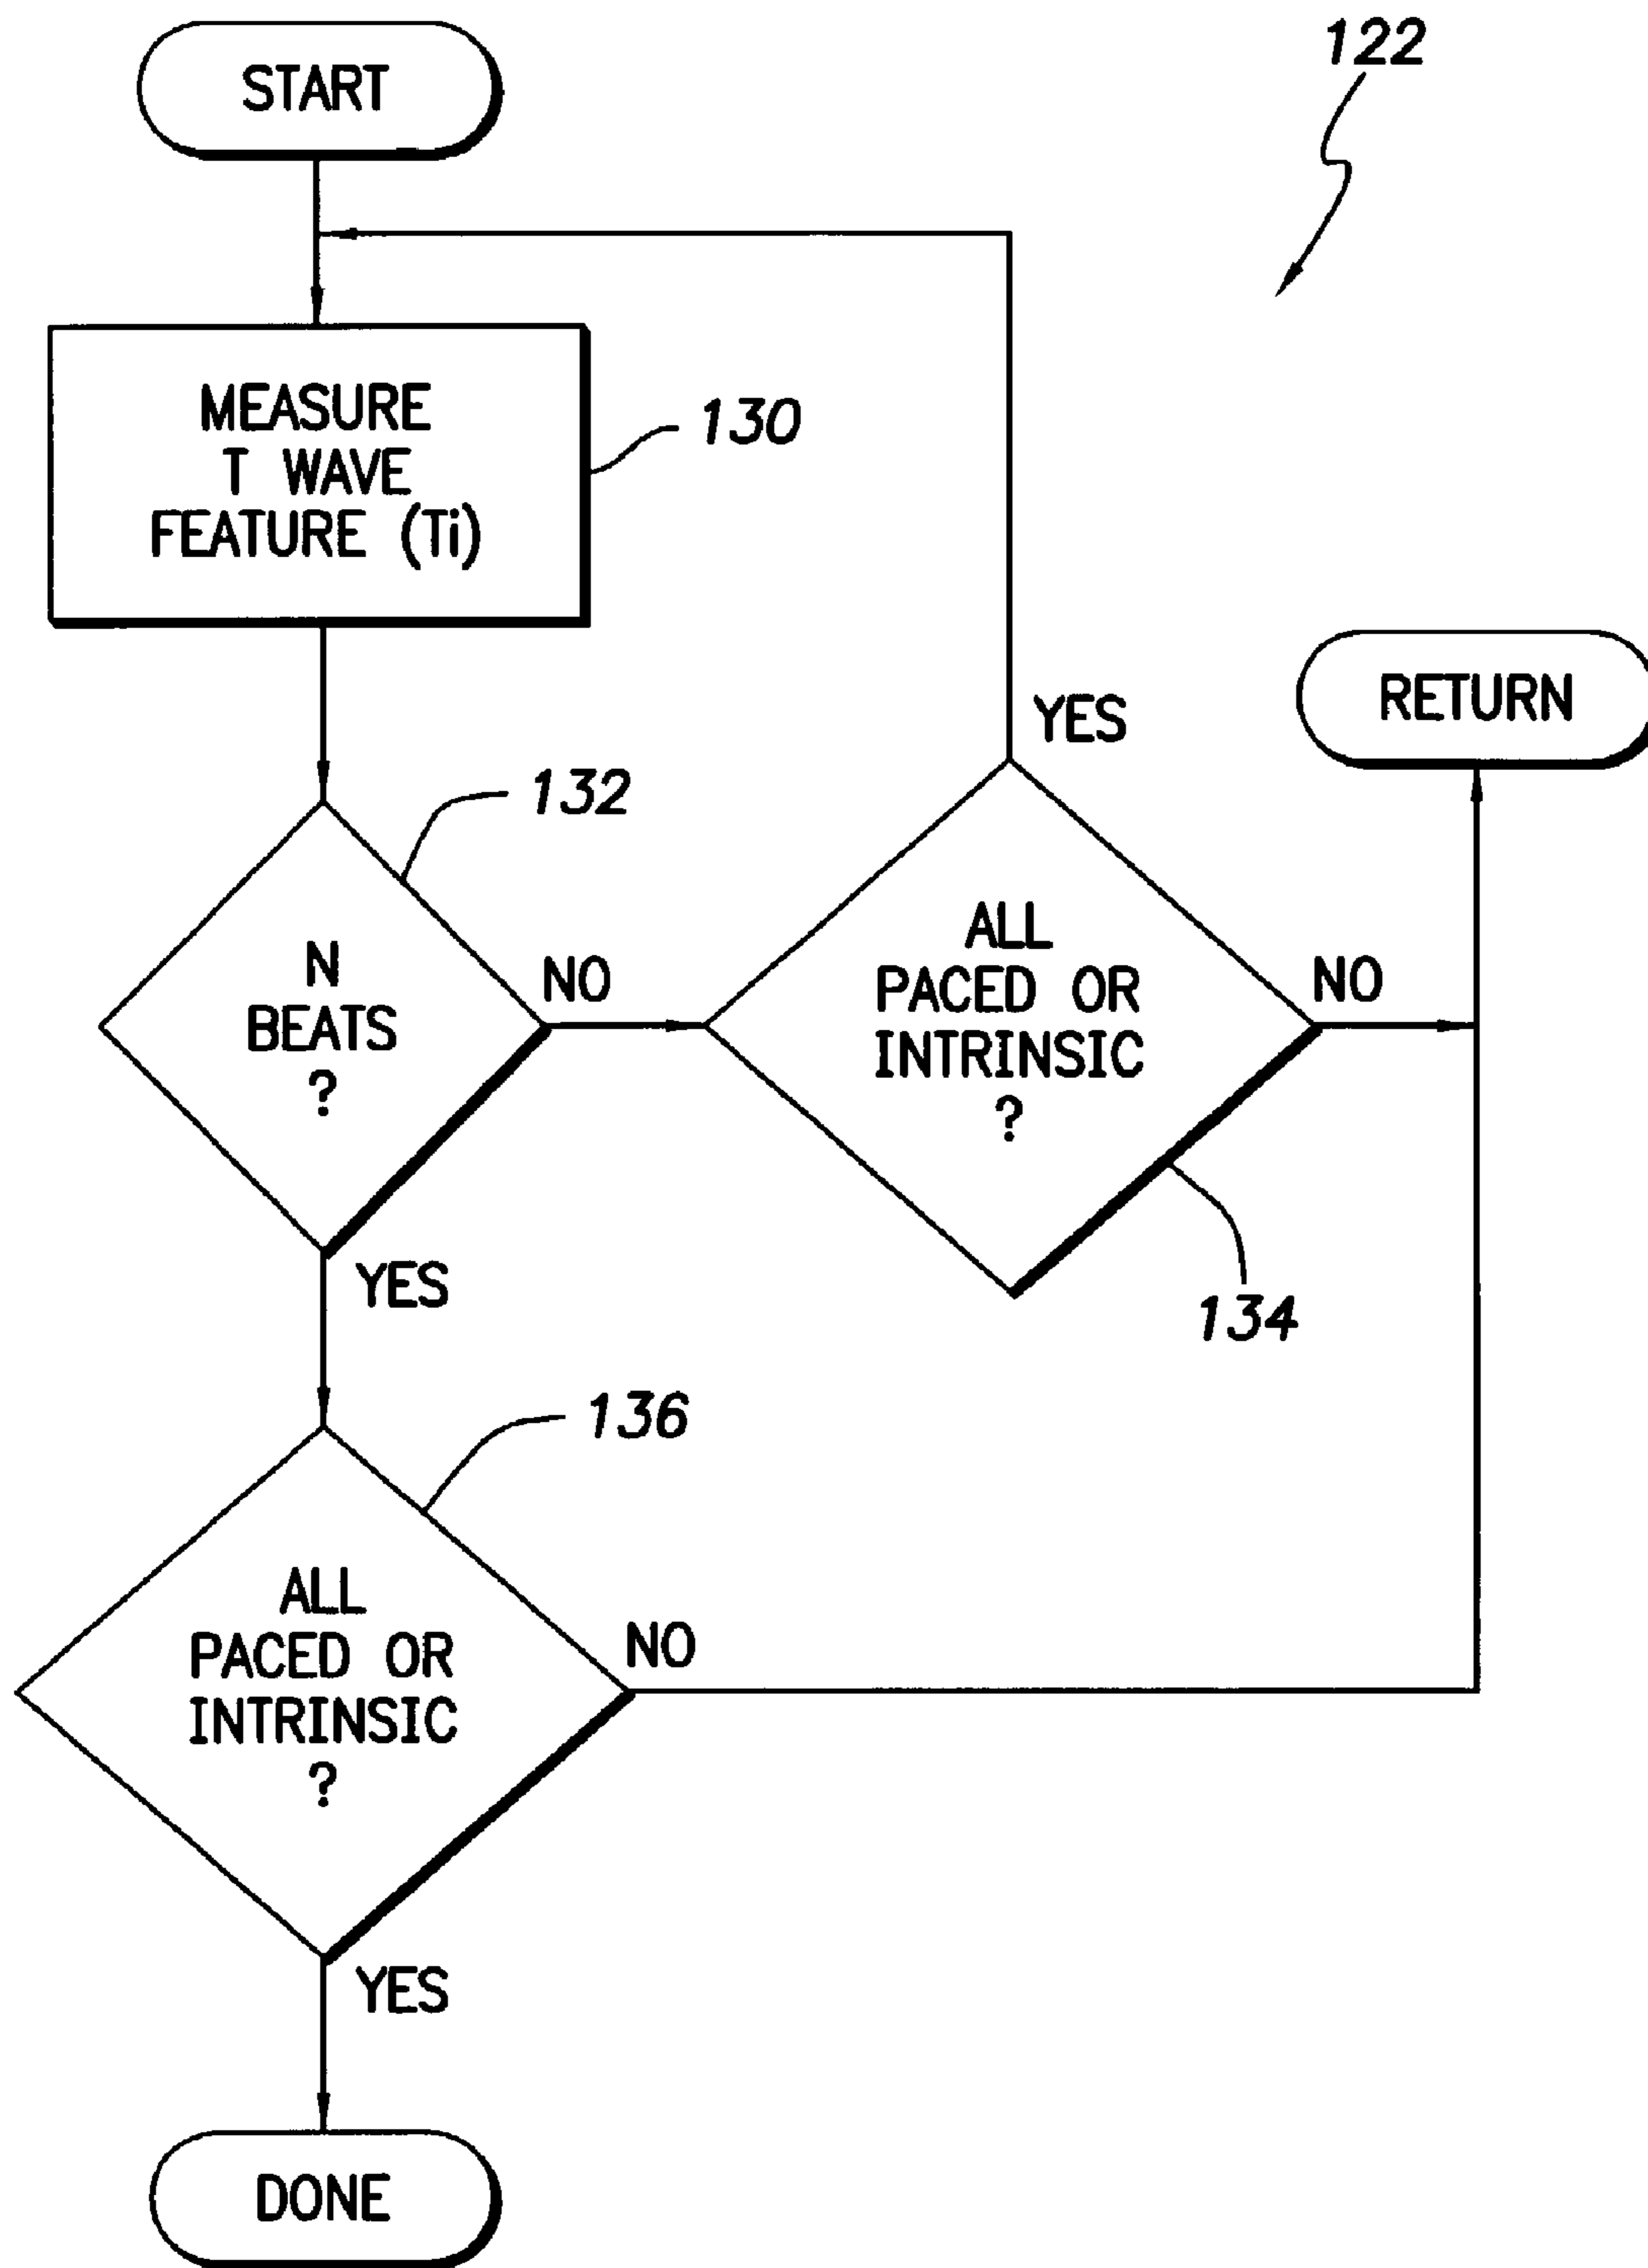 START
122
MEASURE
T WAVE
FEATURE (Ti)
130
RETURN
YES
132
N
BEATS
?
NO
ALL
PACED OR
INTRINSIC
?
NO
YES
134
136
ALL
PACED OR
INTRINSIC
?
NO
YES
DONE